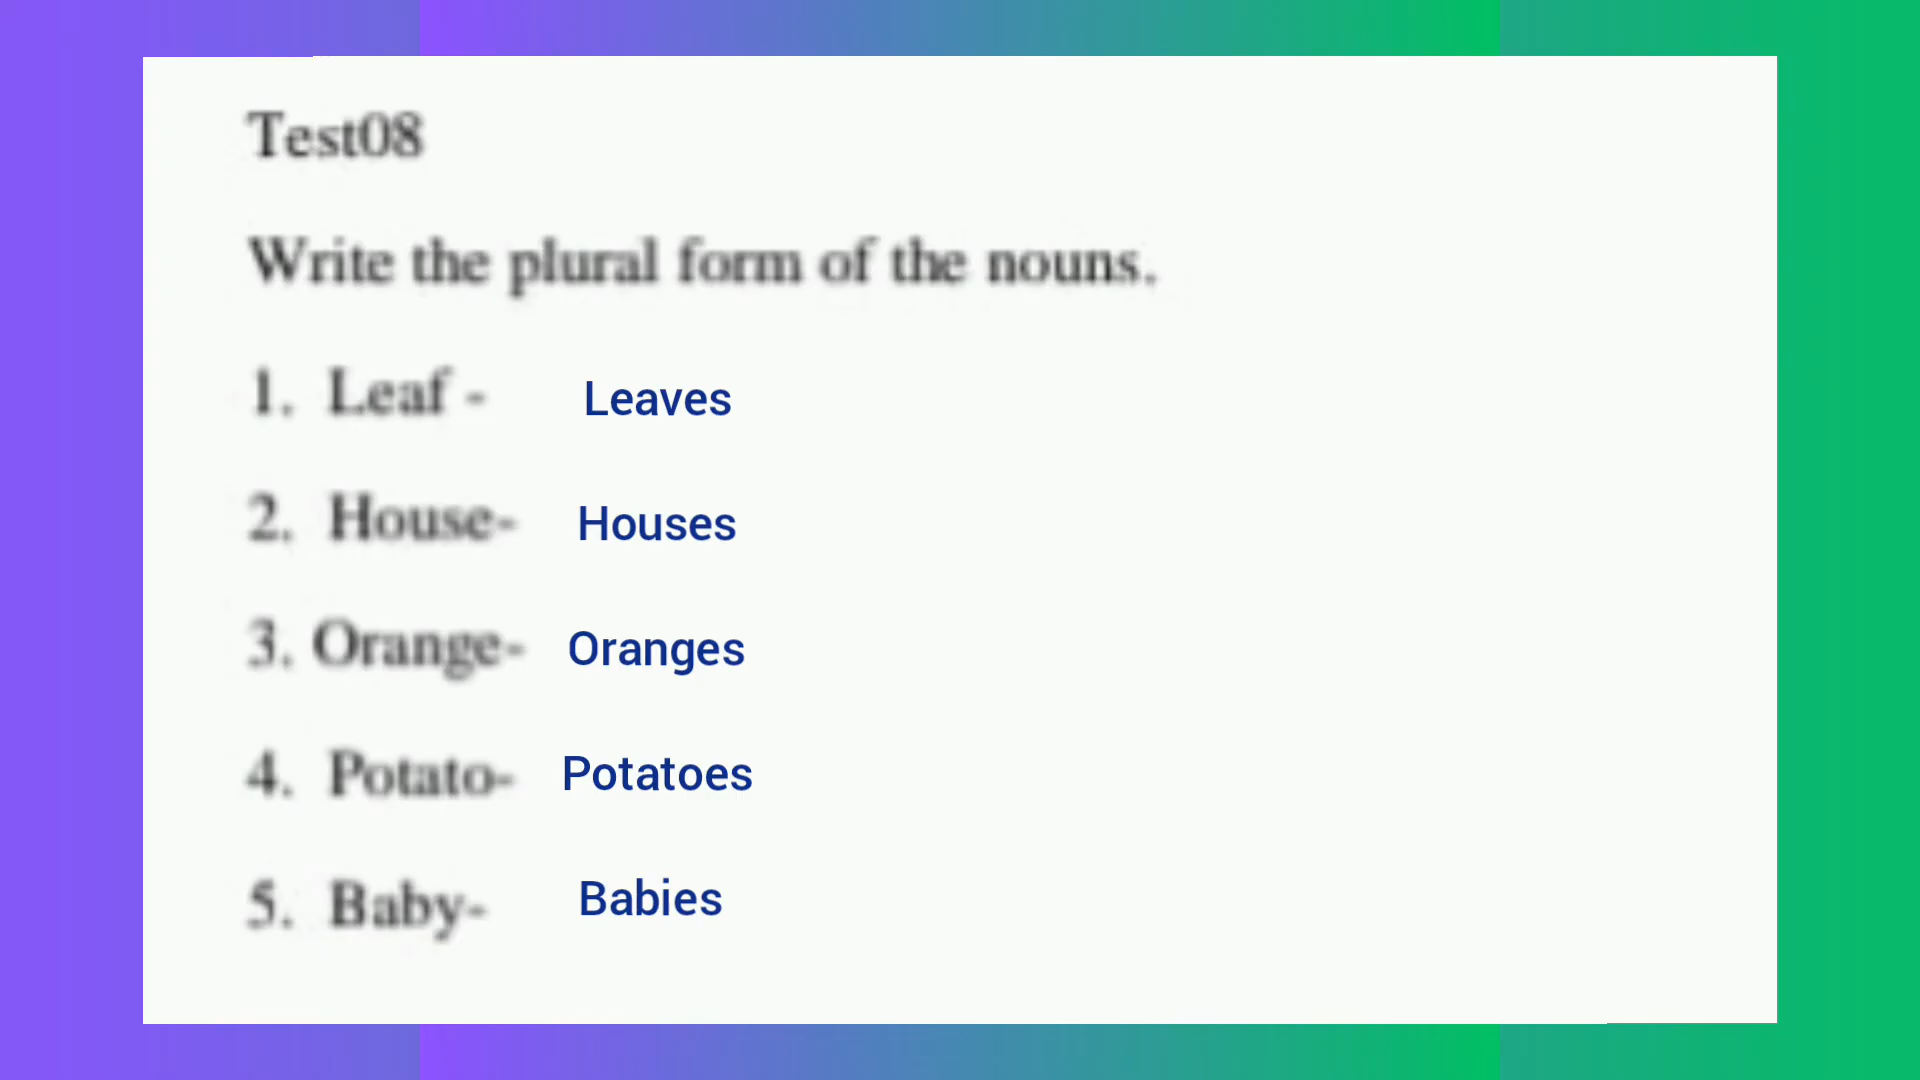 Test08
Write the plural form of the nouns.
1. Leaf - Leaves
2. House- Houses
3. Orange- Oranges
4. Potato- Potatoes
5. Baby- Babies